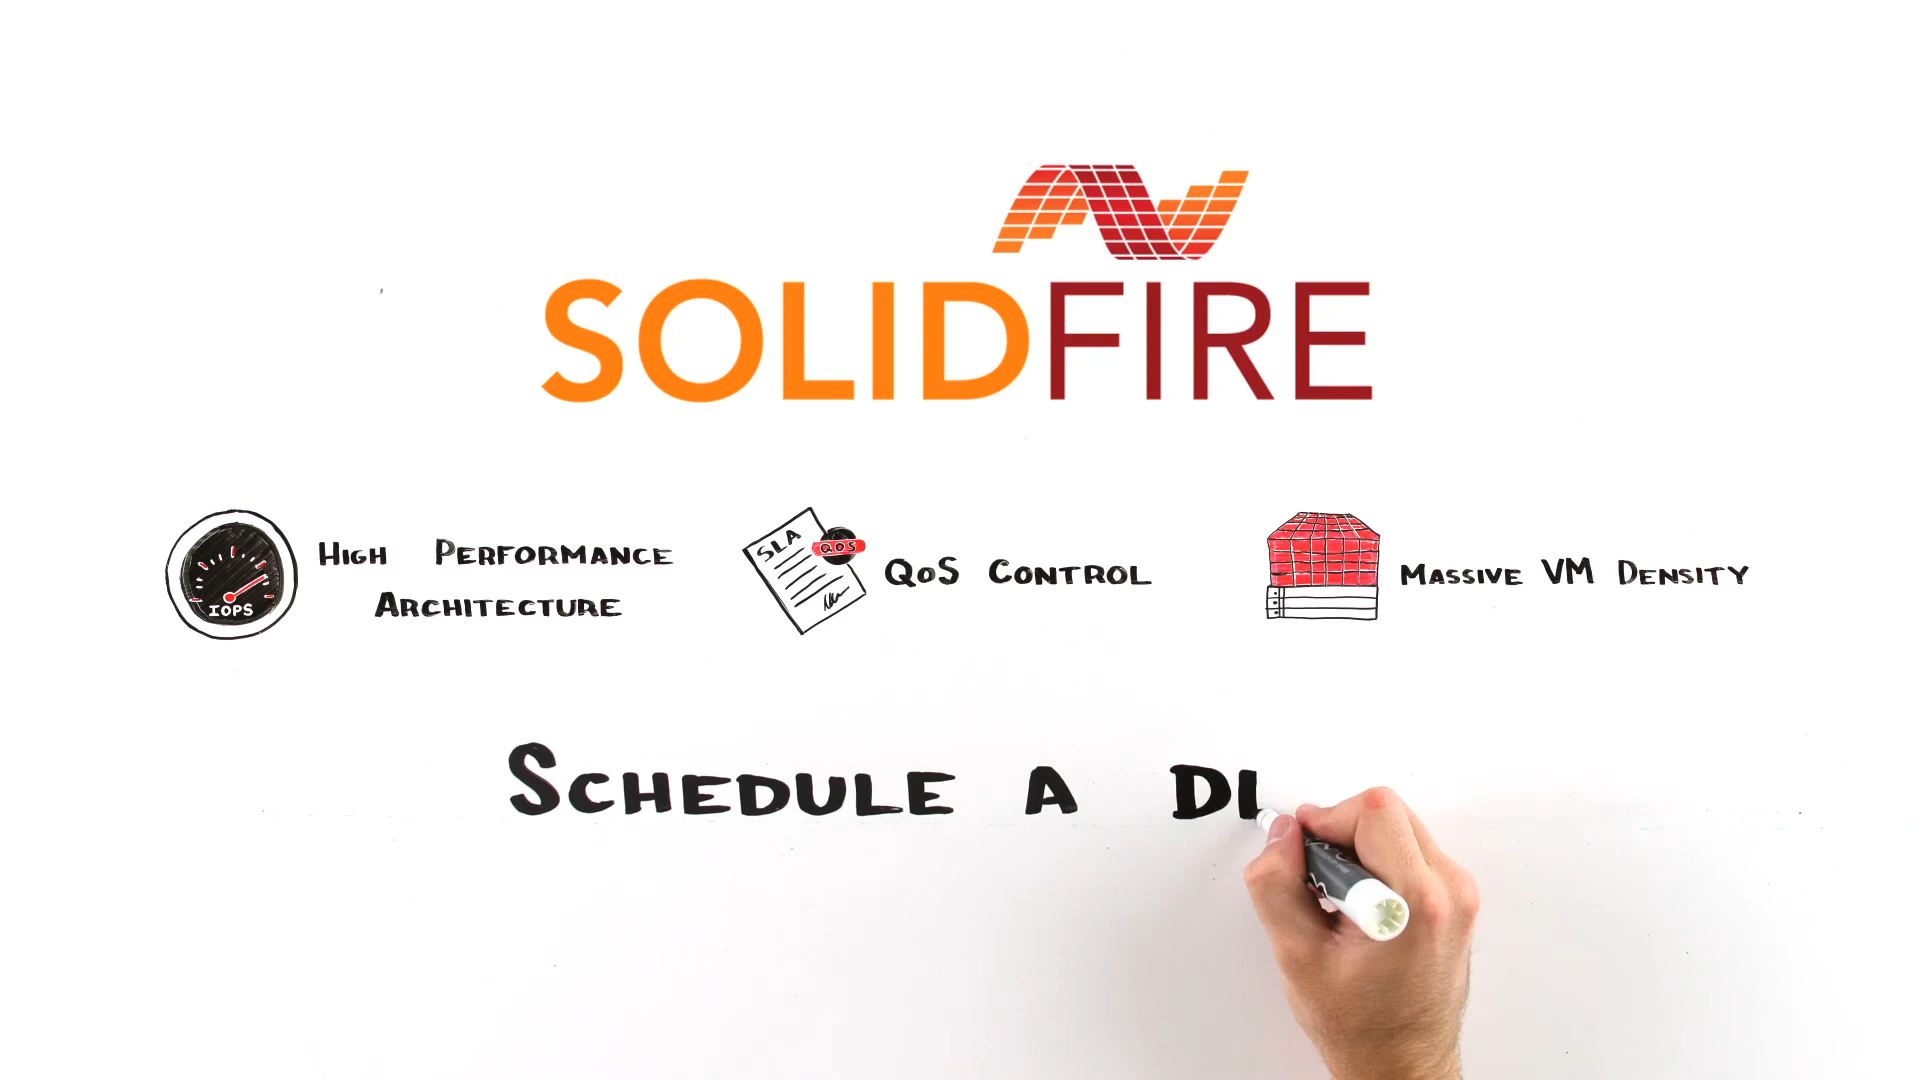 SOLIDFIRE
IOPS
HIGH PERFORMANCE
ARCHITECTURE
SLA
QOS
QoS CONTROL
MASSIVE VM DENSITY
SCHEDULE A DI